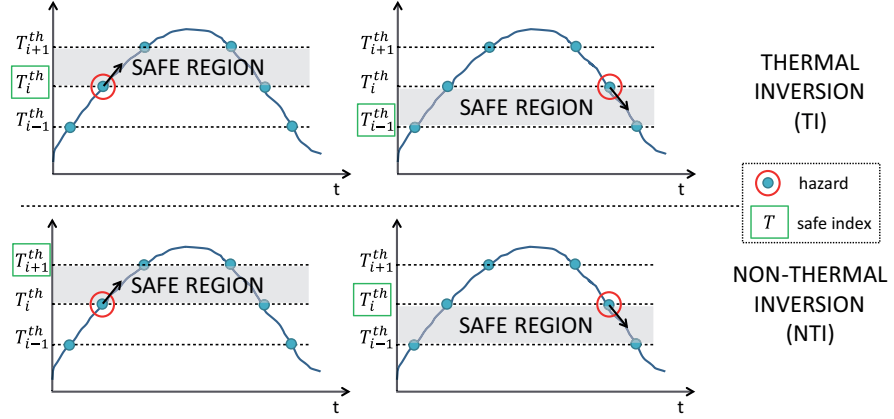 T_{i+1}^{th}
SAFE REGION
T_i^{th}
T_{i-1}^{th}
t
T_{i+1}^{th}
T_i^{th}
SAFE REGION
T_{i-1}^{th}
t
THERMAL
INVERSION
(TI)
hazard
T safe index
T_{i+1}^{th}
SAFE REGION
T_i^{th}
T_{i-1}^{th}
t
T_{i+1}^{th}
T_i^{th}
SAFE REGION
T_{i-1}^{th}
t
NON-THERMAL
INVERSION
(NTI)